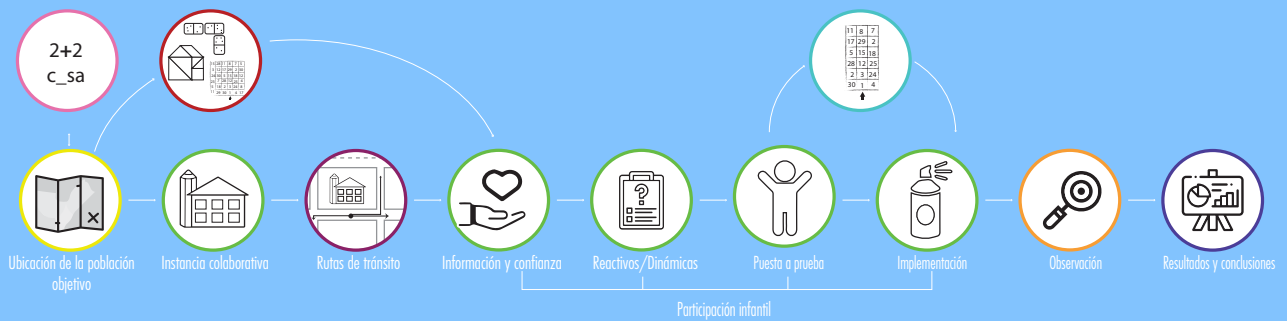 2+2
c_sa
11 8 7
17 29 2
5 15 18
28 12 25
2 3 24
30 1 4
Ubicación de la población
objetivo
Instancia colaborativa
Rutas de tránsito
Información y confianza
Reactivos/Dinámicas
Puesta a prueba
Implementación
Observación
Resultados y conclusiones
?
x
Participación infantil